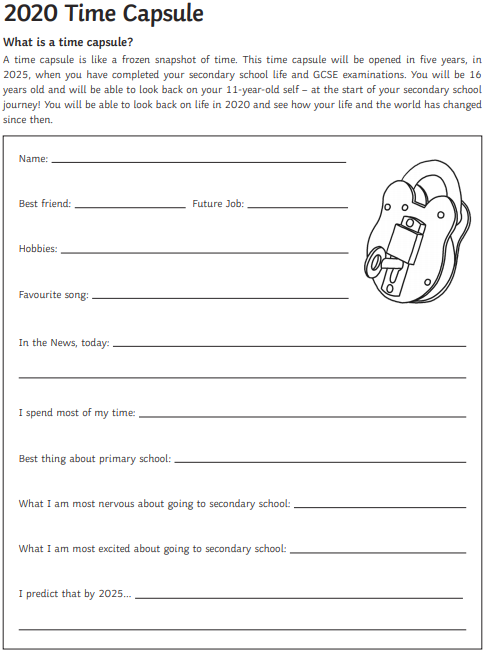 2020 Time Capsule
What is a time capsule?
A time capsule is like a frozen snapshot of time. This time capsule will be opened in five years, in
2025, when you have completed your secondary school life and GCSE examinations. You will be 16
years old and will be able to look back on your 11-year-old self – at the start of your secondary school
journey! You will be able to look back on life in 2020 and see how your life and the world has changed
since then.
Name:
Best friend: Future Job:
Hobbies:
Favourite song:
In the News, today:
I spend most of my time:
Best thing about primary school:
What I am most nervous about going to secondary school:
What I am most excited about going to secondary school:
I predict that by 2025...